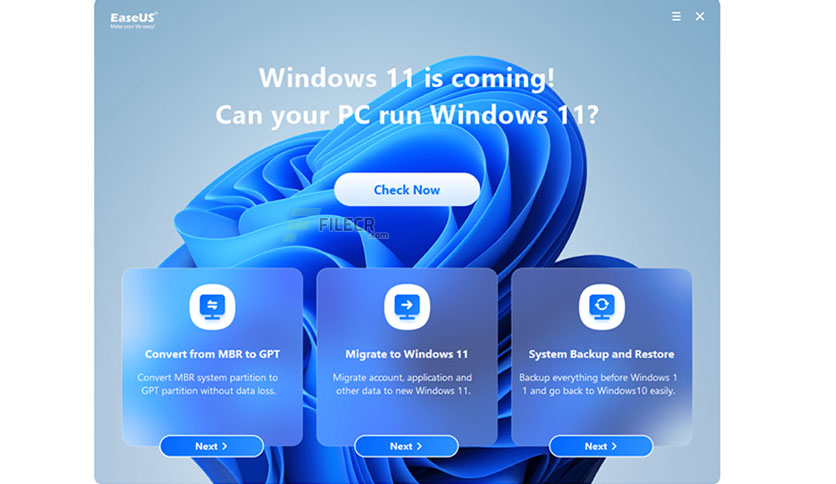 EaseUS®
Make your life easy!
Windows 11 is coming!
Can your PC run Windows 11?
Check Now
FILECR
.com
Convert from MBR to GPT
Convert MBR system partition to
GPT partition without data loss.
Next
Migrate to Windows 11
Migrate account, application and
other data to new Windows 11.
Next
System Backup and Restore
Backup everything before Windows 1
1 and go back to Windows10 easily.
Next